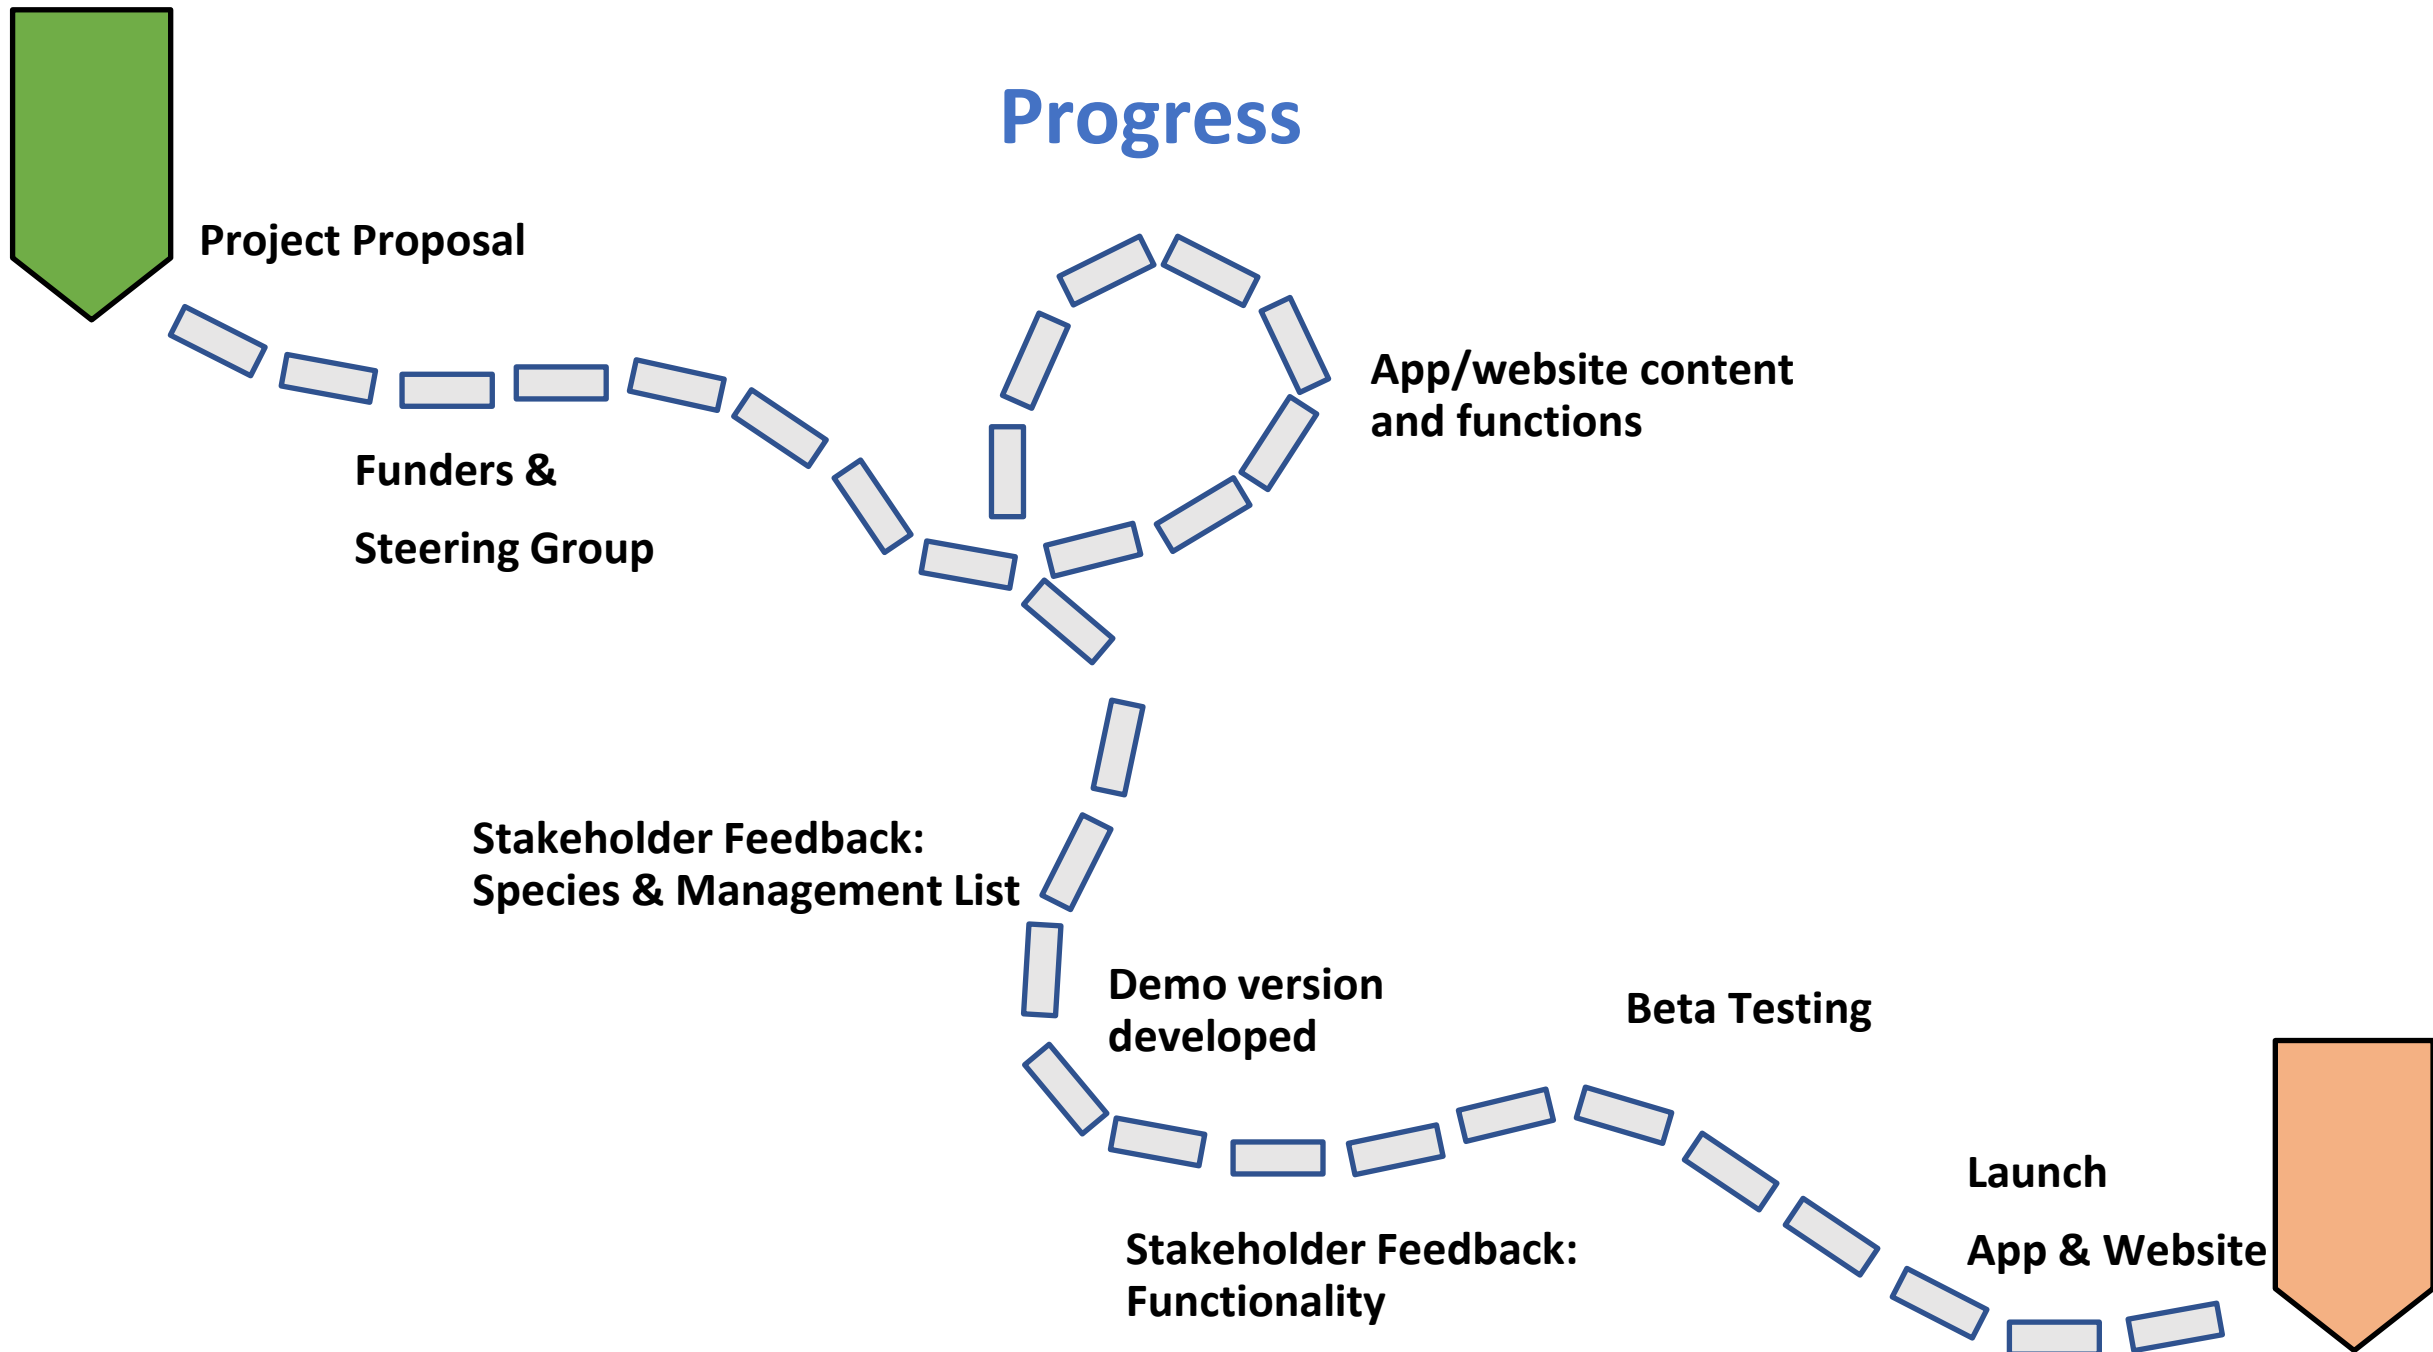 Progress
Project Proposal
Funders &
Steering Group
App/website content
and functions
Stakeholder Feedback:
Species & Management List
Demo version
developed
Stakeholder Feedback:
Functionality
Beta Testing
Launch
App & Website